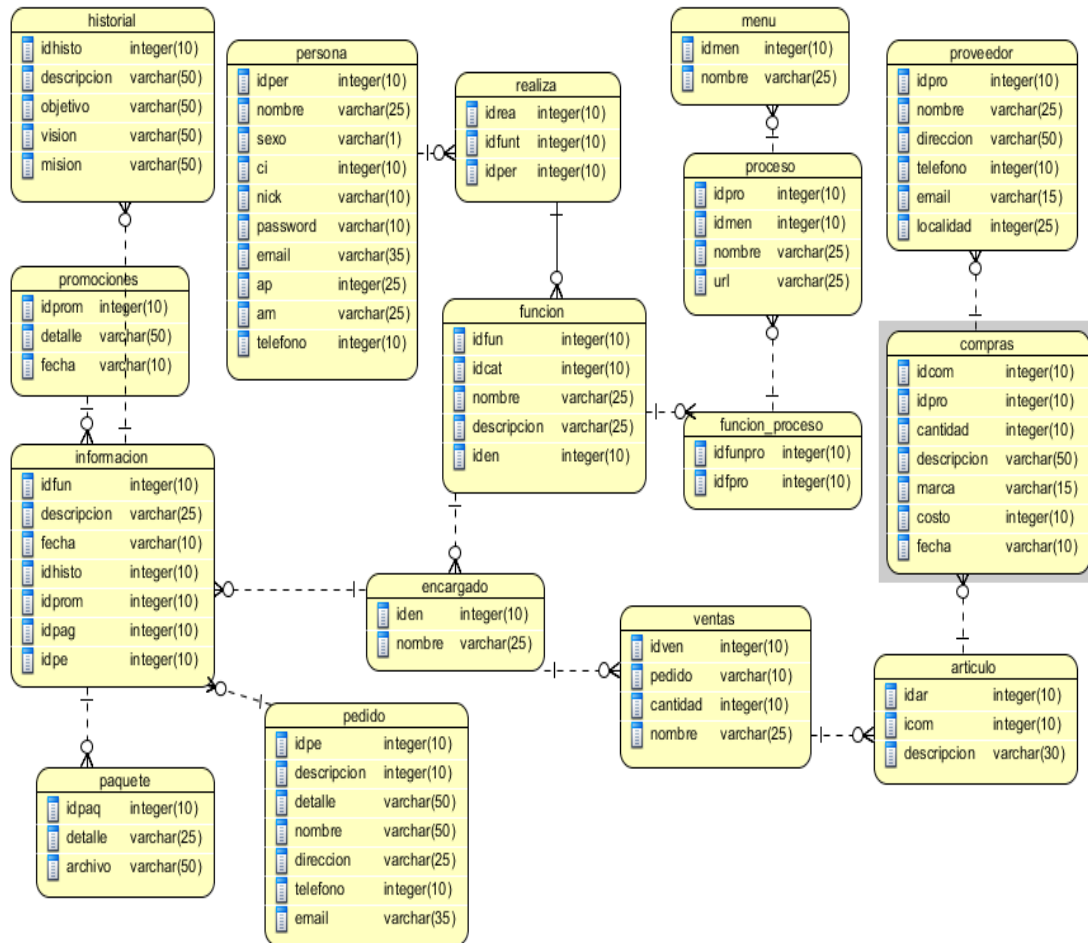 historial
idhisto integer(10)
descripcion varchar(50)
objetivo varchar(50)
vision varchar(50)
mision varchar(50)
persona
idper integer(10)
nombre varchar(25)
sexo varchar(1)
ci integer(10)
nick varchar(10)
password varchar(10)
email varchar(35)
ap integer(25)
am varchar(25)
telefono integer(10)
realiza
idrea integer(10)
idfunt integer(10)
idper integer(10)
menu
idmen integer(10)
nombre varchar(25)
proveedor
idpro integer(10)
nombre varchar(25)
direccion varchar(50)
telefono integer(10)
email varchar(15)
localidad integer(25)
proceso
idpro integer(10)
idmen integer(10)
nombre varchar(25)
url varchar(25)
promociones
idprom integer(10)
detalle varchar(50)
fecha varchar(10)
funcion
idfun integer(10)
idcat integer(10)
nombre varchar(25)
descripcion varchar(25)
iden integer(10)
compras
idcom integer(10)
idpro integer(10)
cantidad integer(10)
descripcion varchar(50)
marca varchar(15)
costo integer(10)
fecha varchar(10)
funcion_proceso
idfunpro integer(10)
idfpro integer(10)
informacion
idfun integer(10)
descripcion varchar(25)
fecha varchar(10)
idhisto integer(10)
idprom integer(10)
idpag integer(10)
idpe integer(10)
encargado
iden integer(10)
nombre varchar(25)
ventas
idven integer(10)
pedido varchar(10)
cantidad integer(10)
nombre varchar(25)
articulo
idar integer(10)
icom integer(10)
descripcion varchar(30)
pedido
idpe integer(10)
descripcion integer(10)
detalle varchar(50)
nombre varchar(50)
direccion varchar(25)
telefono integer(10)
email varchar(35)
paquete
idpaq integer(10)
detalle varchar(25)
archivo varchar(50)